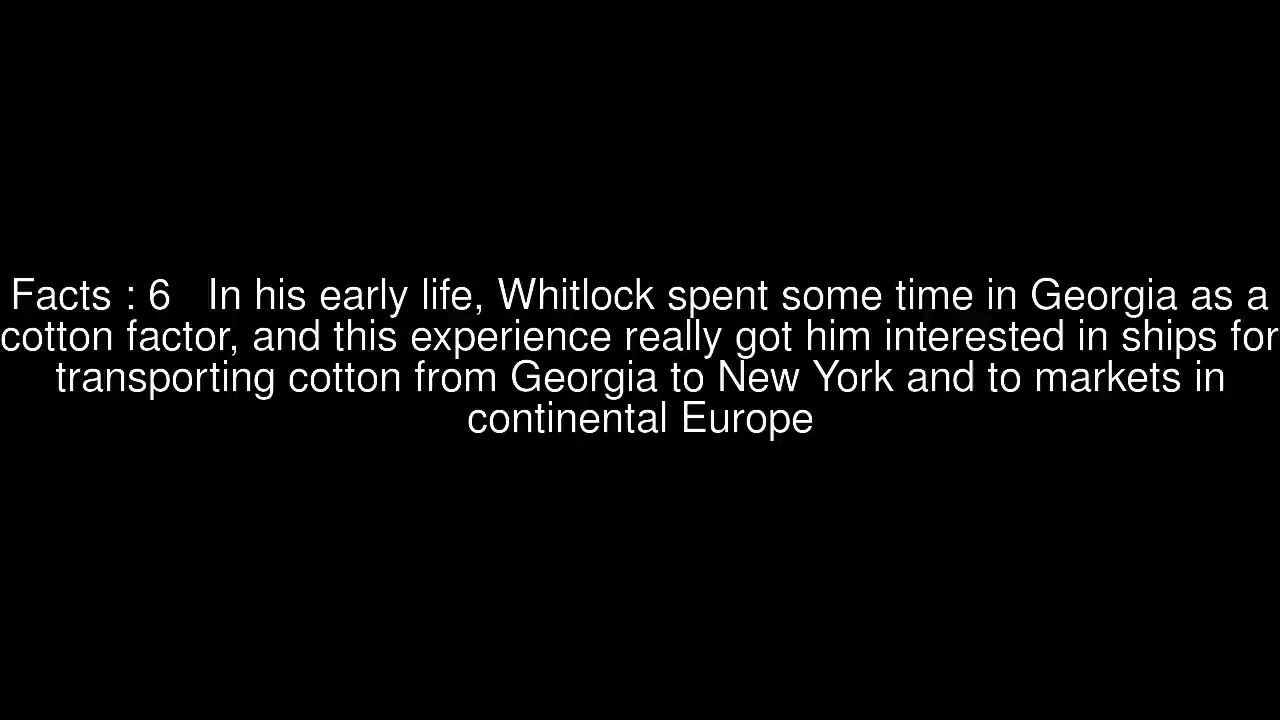 Facts : 6   In his early life, Whitlock spent some time in Georgia as a
cotton factor, and this experience really got him interested in ships for
transporting cotton from Georgia to New York and to markets in
continental Europe